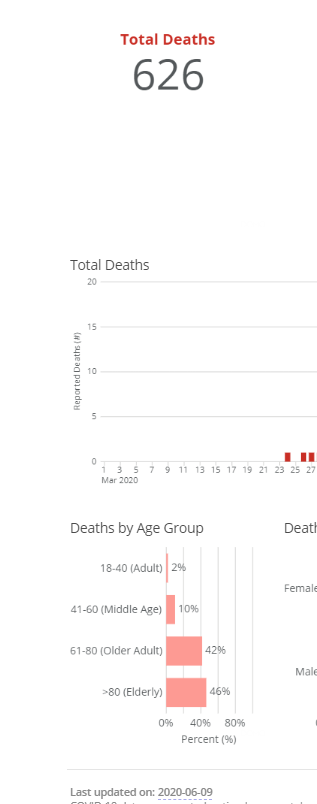 Total Deaths
626
Total Deaths
20
15
10
5
0
Reported Deaths (#)
1 3 5 7 9 11 13 15 17 19 21 23 25 27
Mar 2020
Deaths by Age Group
18-40 (Adult) 2%
41-60 (Middle Age) 10%
61-80 (Older Adult) 42%
>80 (Elderly) 46%
0% 40% 80%
Percent (%)
Death
Female
Male
Last updated on: 2020-06-09